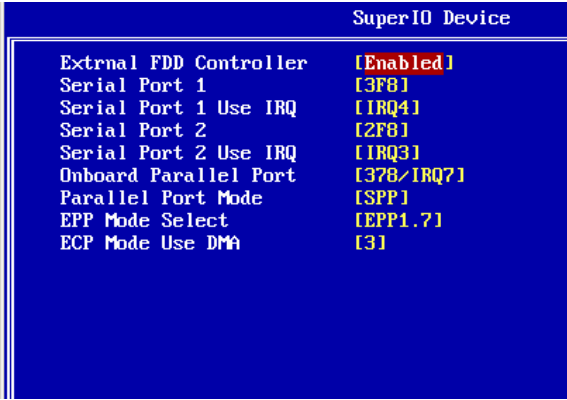 SuperIO Device
Extrnal FDD Controller [Enabled]
Serial Port 1 [3F8]
Serial Port 1 Use IRQ [IRQ4]
Serial Port 2 [2F8]
Serial Port 2 Use IRQ [IRQ3]
Onboard Parallel Port [378/IRQ7]
Parallel Port Mode [SPP]
EPP Mode Select [EPP1.7]
ECP Mode Use DMA [3]